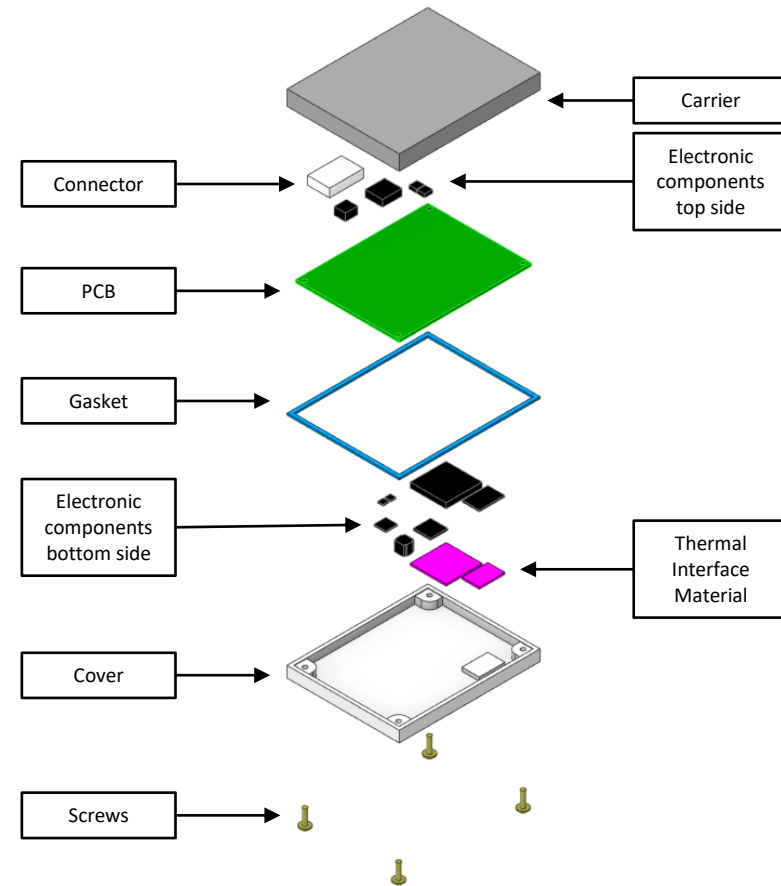 Carrier
Electronic
components
top side
Connector
PCB
Gasket
Electronic
components
bottom side
Thermal
Interface
Material
Cover
Screws